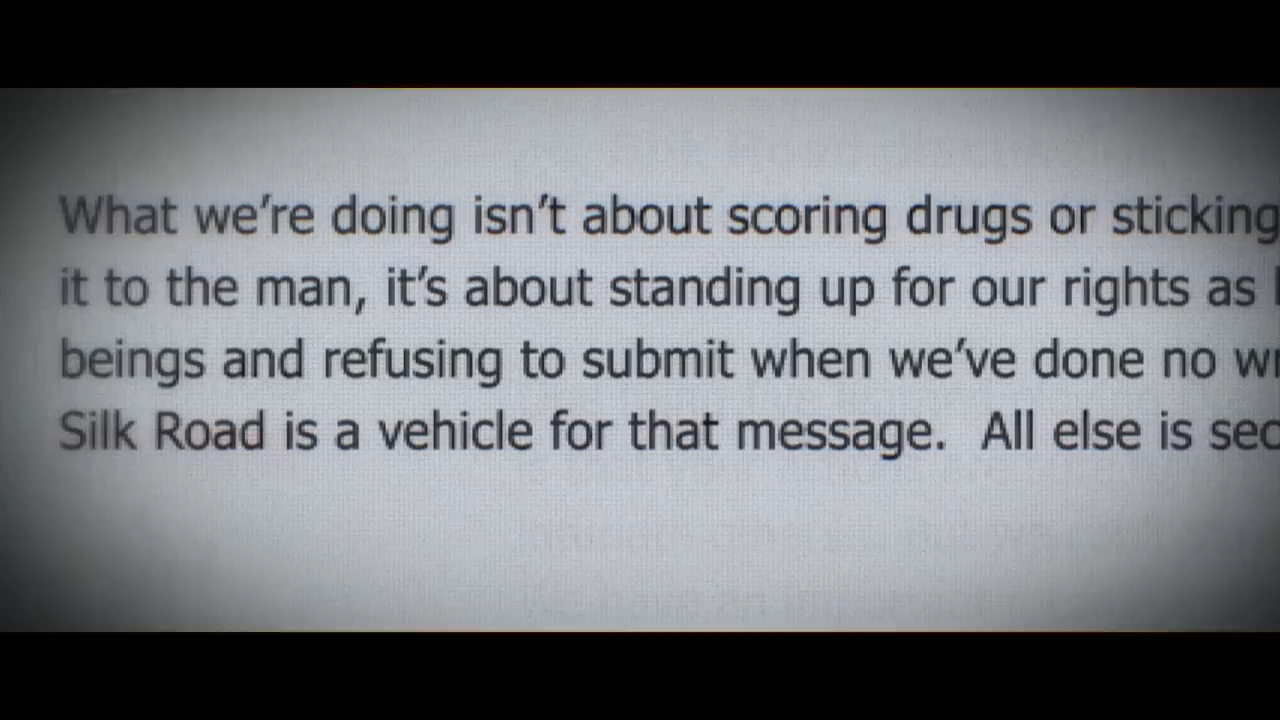 What we're doing isn't about scoring drugs or sticking
it to the man, it's about standing up for our rights as
beings and refusing to submit when we've done no
Silk Road is a vehicle for that message.  All else is